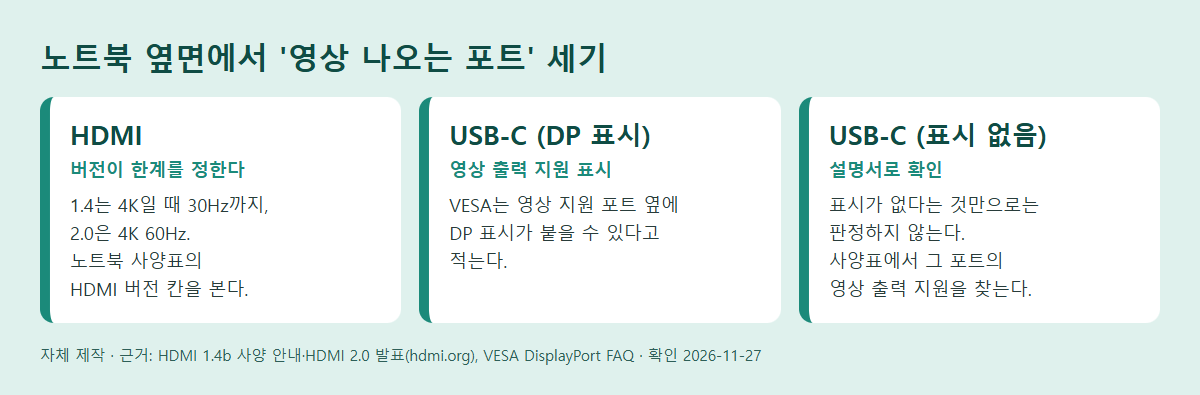 노트북 옆면에서 '영상 나오는 포트' 세기
HDMI
버전이 한계를 정한다
1.4는 4K일 때 30Hz까지,
2.0은 4K 60Hz.
노트북 사양표의
HDMI 버전 칸을 본다.
USB-C (DP 표시)
영상 출력 지원 표시
VESA는 영상 지원 포트 옆에
DP 표시가 붙을 수 있다고
적는다.
USB-C (표시 없음)
설명서로 확인
표시가 없다는 것만으로는
판정하지 않는다.
사양표에서 그 포트의
영상 출력 지원을 찾는다.
자체 제작 · 근거: HDMI 1.4b 사양 안내·HDMI 2.0 발표(hdmi.org), VESA DisplayPort FAQ · 확인 2026-11-27